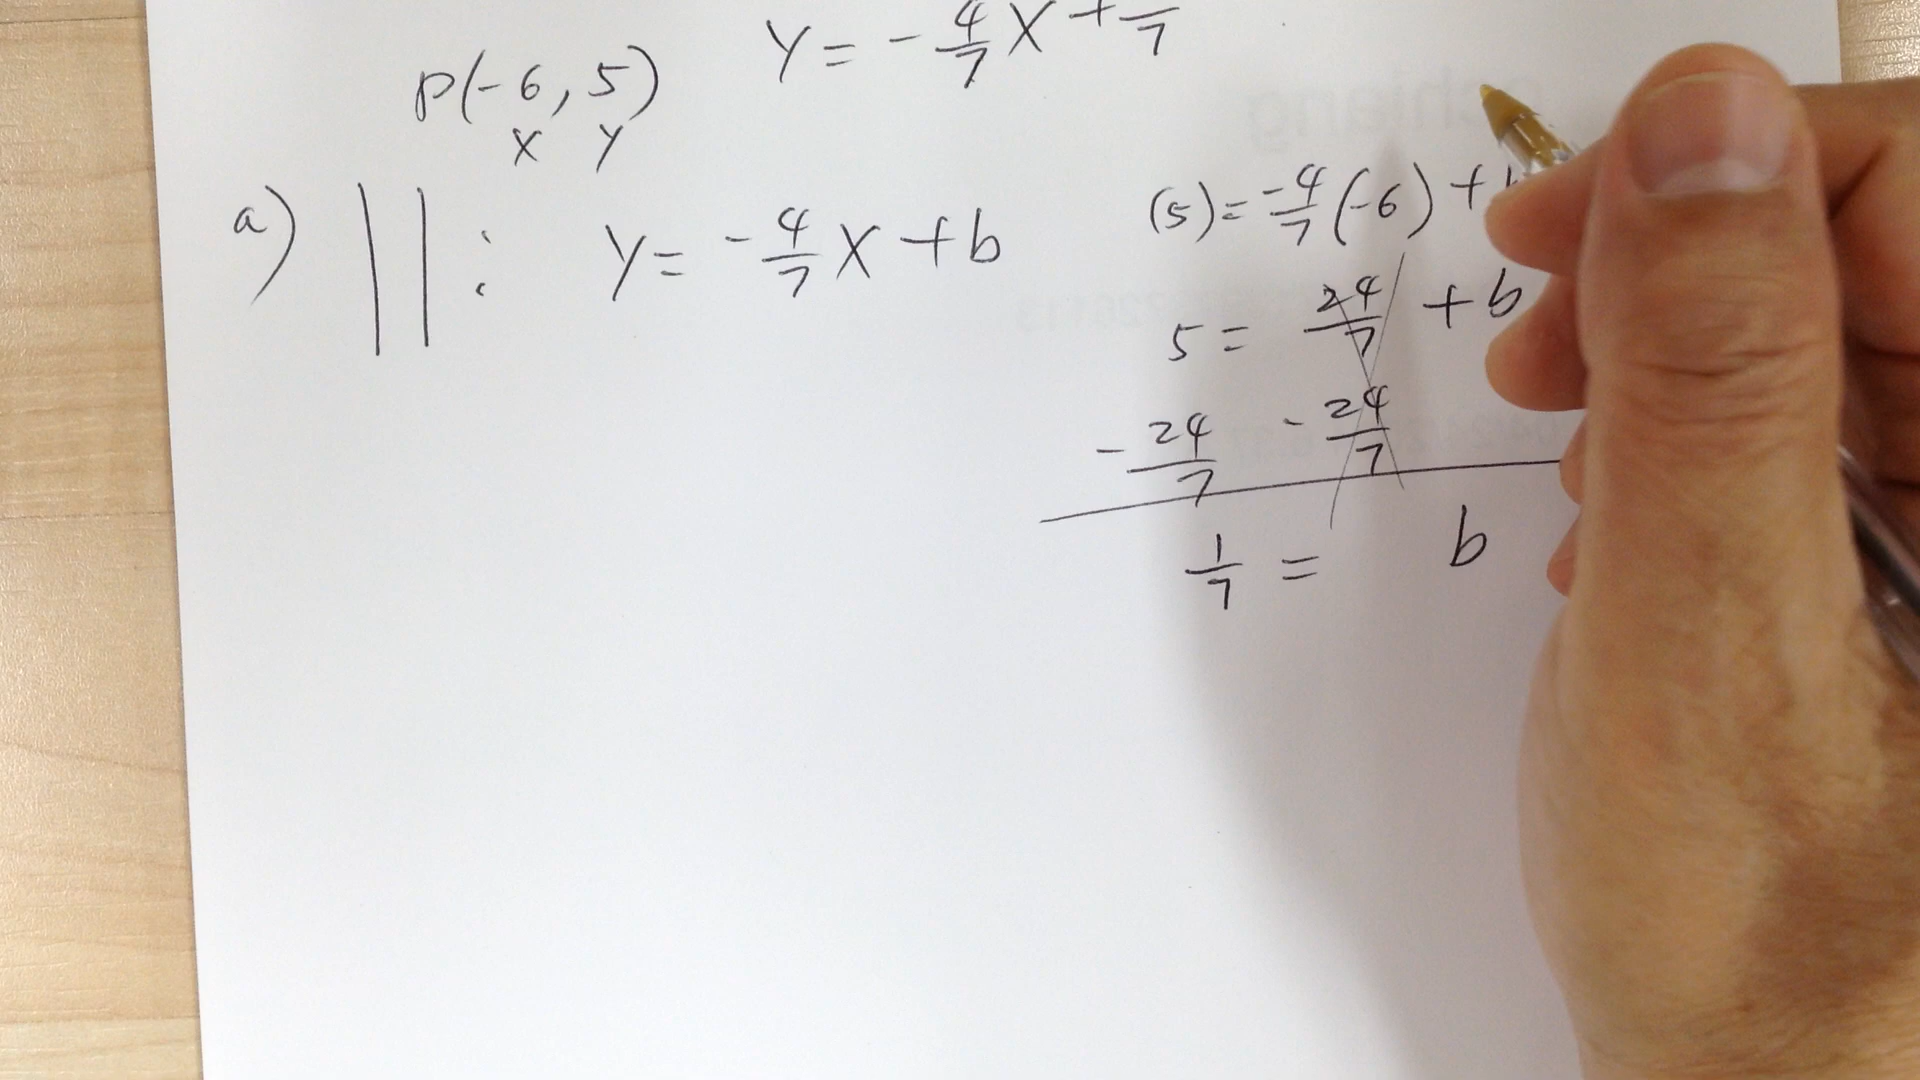 y = - 4/7 x + /7
P(-6, 5)
x y
a) || : y = - 4/7 x + b
(5) = -4/7 (-6) +
5 = 24/7 + b
- 24/7 - 24/7
1/7 = b